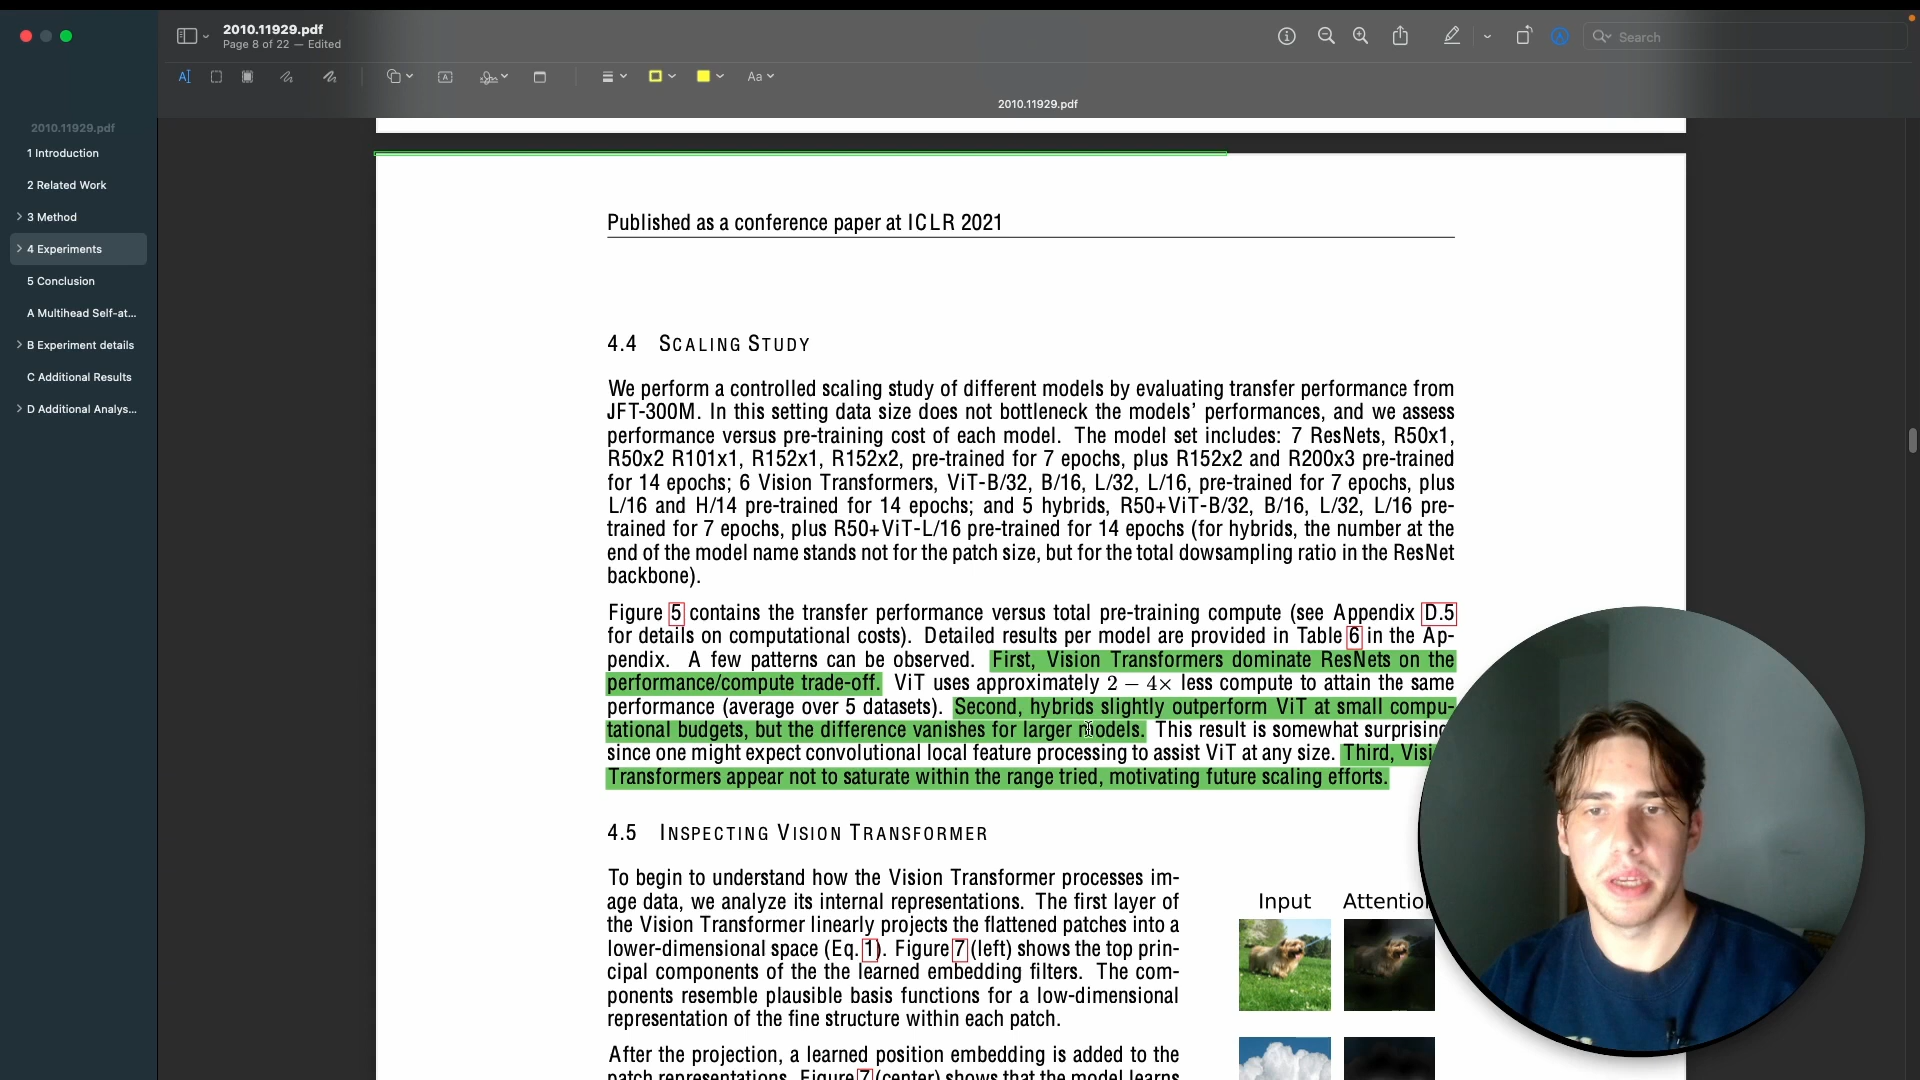 2010.11929.pdf
Page 8 of 22 — Edited
Search
Aa
2010.11929.pdf
2010.11929.pdf
1 Introduction
2 Related Work
3 Method
4 Experiments
5 Conclusion
A Multihead Self-at...
B Experiment details
C Additional Results
D Additional Analys...
Published as a conference paper at ICLR 2021
4.4 SCALING STUDY
We perform a controlled scaling study of different models by evaluating transfer performance from
JFT-300M. In this setting data size does not bottleneck the models' performances, and we assess
performance versus pre-training cost of each model. The model set includes: 7 ResNets, R50x1,
R50x2 R101x1, R152x1, R152x2, pre-trained for 7 epochs, plus R152x2 and R200x3 pre-trained
for 14 epochs; 6 Vision Transformers, ViT-B/32, B/16, L/32, L/16, pre-trained for 7 epochs, plus
L/16 and H/14 pre-trained for 14 epochs; and 5 hybrids, R50+ViT-B/32, B/16, L/32, L/16 pre-
trained for 7 epochs, plus R50+ViT-L/16 pre-trained for 14 epochs (for hybrids, the number at the
end of the model name stands not for the patch size, but for the total dowsampling ratio in the ResNet
backbone).
Figure 5 contains the transfer performance versus total pre-training compute (see Appendix D.5
for details on computational costs). Detailed results per model are provided in Table 6 in the Ap-
pendix. A few patterns can be observed. First, Vision Transformers dominate ResNets on the
performance/compute trade-off. ViT uses approximately 2 − 4× less compute to attain the same
performance (average over 5 datasets). Second, hybrids slightly outperform ViT at small compu-
tational budgets, but the difference vanishes for larger models. This result is somewhat surprising,
since one might expect convolutional local feature processing to assist ViT at any size. Third, Visi
Transformers appear not to saturate within the range tried, motivating future scaling efforts.
4.5 INSPECTING VISION TRANSFORMER
To begin to understand how the Vision Transformer processes im-
age data, we analyze its internal representations. The first layer of
the Vision Transformer linearly projects the flattened patches into a
lower-dimensional space (Eq. 1). Figure 7 (left) shows the top prin-
cipal components of the the learned embedding filters. The com-
ponents resemble plausible basis functions for a low-dimensional
representation of the fine structure within each patch.
After the projection, a learned position embedding is added to the
patch representations. Figure 7 (center) shows that the model learns
Input Attention